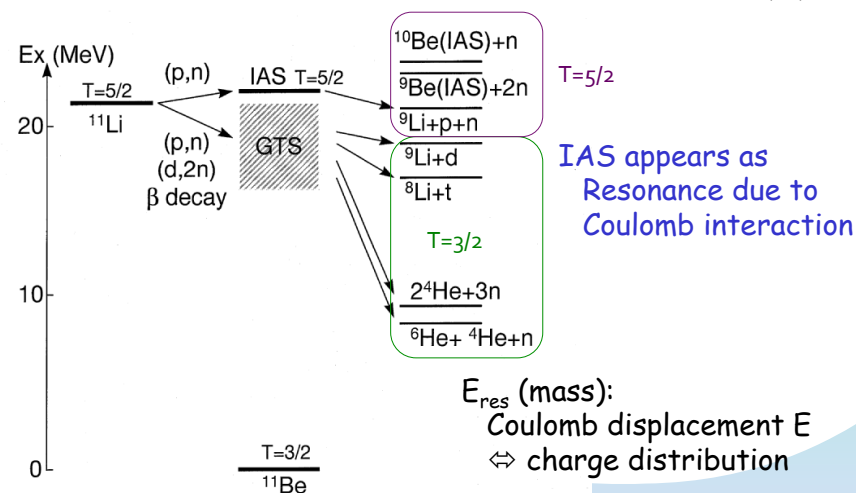 Ex (MeV)
20
10
0
T=5/2
¹¹Li
(p,n)
(p,n)
(d,2n)
β decay
IAS T=5/2
GTS
T=3/2
¹¹Be
¹⁰Be(IAS)+n
⁹Be(IAS)+2n
⁹Li+p+n
⁹Li+d
⁸Li+t
T=3/2
2⁴He+3n
⁶He+ ⁴He+n
T=5/2
IAS appears as
Resonance due to
Coulomb interaction
E_res (mass):
Coulomb displacement E
⇔ charge distribution